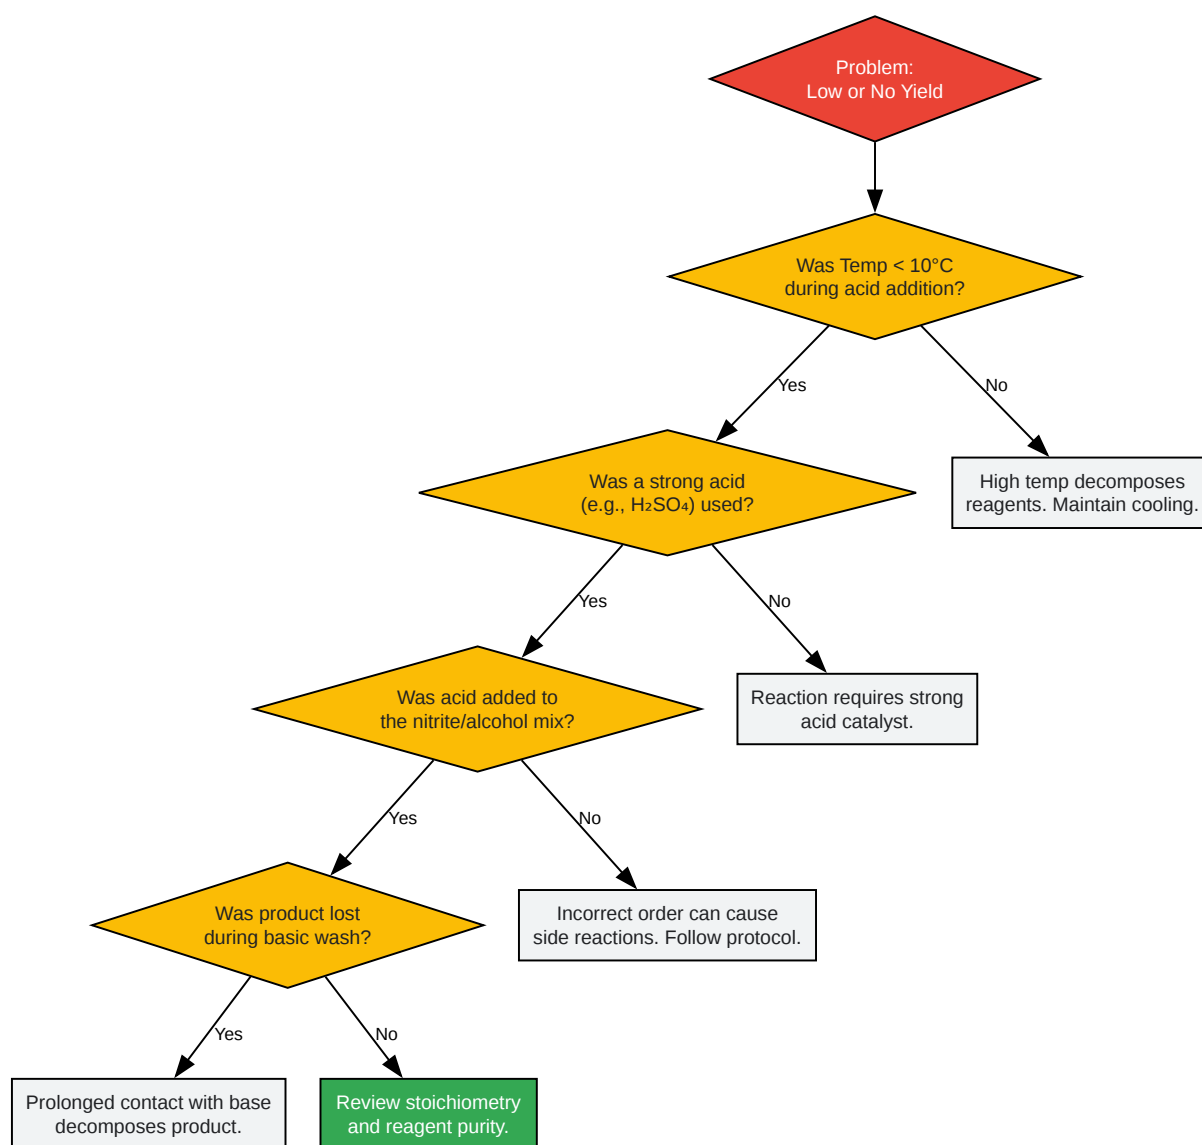 Problem:
Low or No Yield
Was Temp < 10°C
during acid addition?
Yes
No
Was a strong acid
(e.g., H₂SO₄) used?
High temp decomposes
reagents. Maintain cooling.
Yes
No
Was acid added to
the nitrite/alcohol mix?
Reaction requires strong
acid catalyst.
Yes
No
Was product lost
during basic wash?
Incorrect order can cause
side reactions. Follow protocol.
Yes
No
Prolonged contact with base
decomposes product.
Review stoichiometry
and reagent purity.